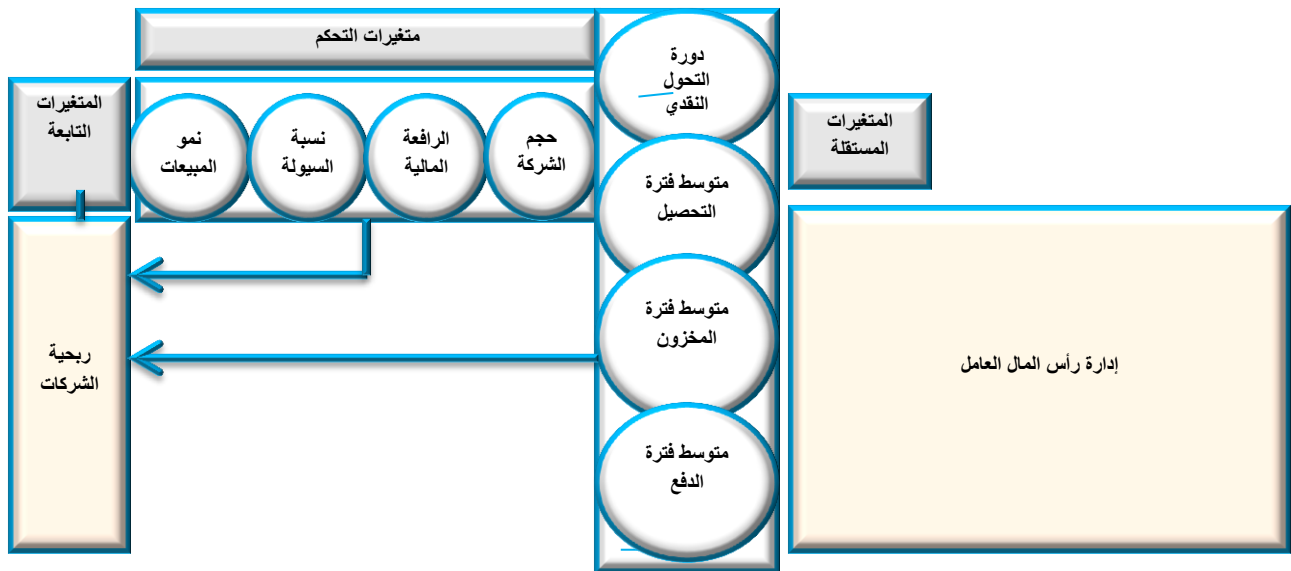 المتغيرات
المستقلة
إدارة رأس المال العامل
دورة
التحول
النقدي
متوسط فترة
التحصيل
متوسط فترة
المخزون
متوسط فترة
الدفع
متغيرات التحكم
حجم
الشركة
الرافعة
المالية
نسبة
السيولة
نمو
المبيعات
المتغيرات
التابعة
ربحية
الشركات